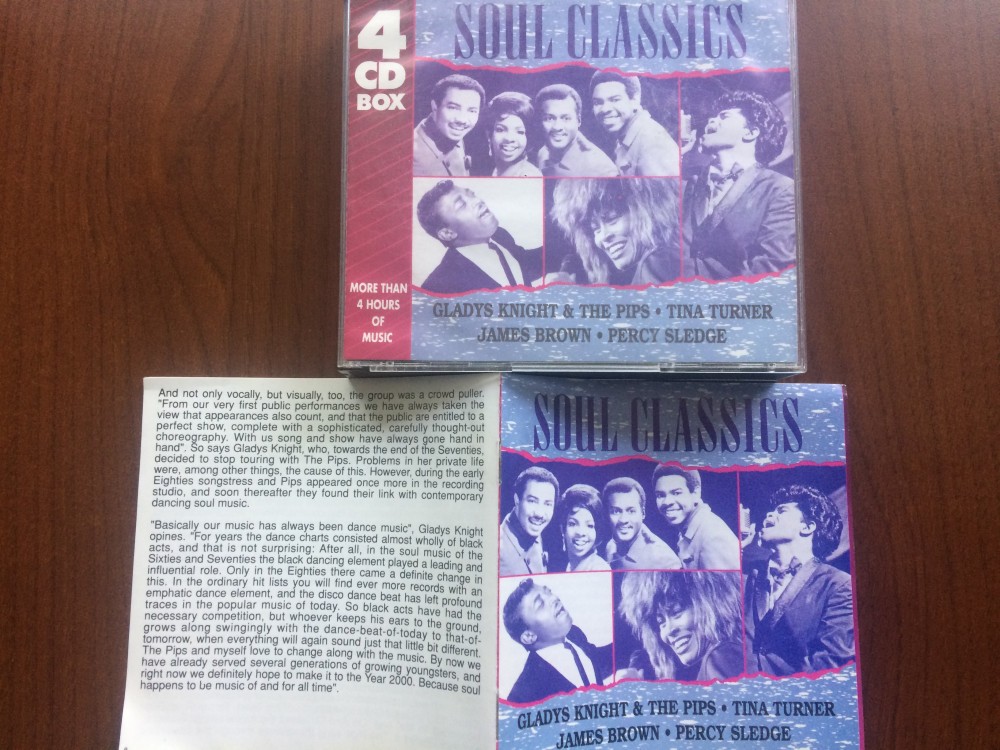 4
CD
BOX
SOUL CLASSICS
MORE THAN
4 HOURS
OF
MUSIC
GLADYS KNIGHT & THE PIPS • TINA TURNER
JAMES BROWN • PERCY SLEDGE
And not only vocally, but visually, too, the group was a crowd puller.
"From our very first public performances we have always taken the
view that appearances also count, and that the public are entitled to a
perfect show, complete with a sophisticated, carefully thought-out
choreography. With us song and show have always gone hand in
hand". So says Gladys Knight, who, towards the end of the Seventies,
decided to stop touring with The Pips. Problems in her private life
were, among other things, the cause of this. However, during the early
Eighties songstress and Pips appeared once more in the recording
studio, and soon thereafter they found their link with contemporary
dancing soul music.
"Basically our music has always been dance music", Gladys Knight
opines. "For years the dance charts consisted almost wholly of black
acts, and that is not surprising: After all, in the soul music of the
Sixties and Seventies the black dancing element played a leading and
influential role. Only in the Eighties there came a definite change in
this. In the ordinary hit lists you will find ever more records with an
emphatic dance element, and the disco dance beat has left profound
traces in the popular music of today. So black acts have had the
necessary competition, but whoever keeps his ears to the ground,
grows along swingingly with the dance-beat-of-today to that-of-
tomorrow, when everything will again sound just that little bit different.
The Pips and myself love to change along with the music. By now we
have already served several generations of growing youngsters, and
right now we definitely hope to make it to the Year 2000. Because soul
happens to be music of and for all time".
SOUL CLASSICS
GLADYS KNIGHT & THE PIPS • TINA TURNER
JAMES BROWN • PERCY SLEDGE